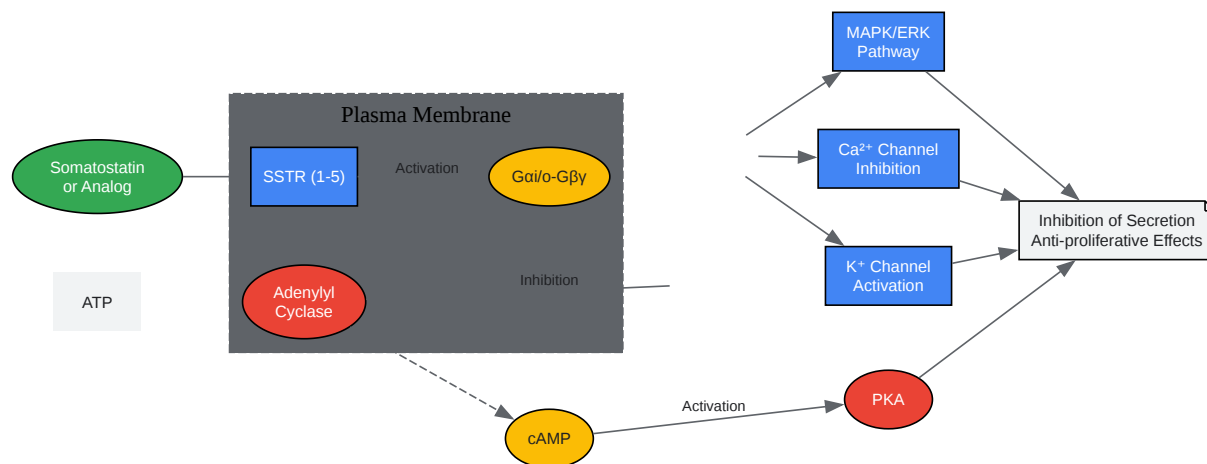 MAPK/ERK
Pathway
Plasma Membrane
Somatostatin
or Analog
SSTR (1-5)
Activation
Gαi/o-Gβγ
Ca²⁺ Channel
Inhibition
Inhibition of Secretion
Anti-proliferative Effects
K⁺ Channel
Activation
Adenylyl
Cyclase
Inhibition
ATP
PKA
Activation
cAMP